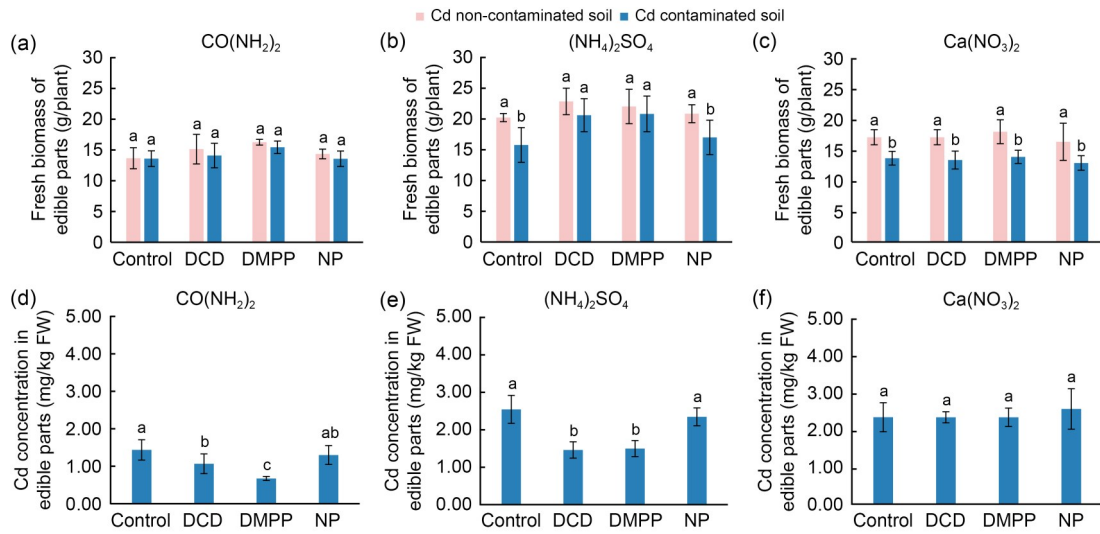 Cd non-contaminated soil Cd contaminated soil
(a) CO(NH₂)₂
Fresh biomass of
edible parts (g/plant)
30
25
20
15
10
5
0
a a a a a a a a
Control DCD DMPP NP
(b) (NH₄)₂SO₄
Fresh biomass of
edible parts (g/plant)
30
25
20
15
10
5
0
a b a a a a a b
Control DCD DMPP NP
(c) Ca(NO₃)₂
Fresh biomass of
edible parts (g/plant)
30
25
20
15
10
5
0
a b a b a b a b
Control DCD DMPP NP
(d) CO(NH₂)₂
Cd concentration in
edible parts (mg/kg FW)
5.00
4.00
3.00
2.00
1.00
0.00
a b c ab
Control DCD DMPP NP
(e) (NH₄)₂SO₄
Cd concentration in
edible parts (mg/kg FW)
5.00
4.00
3.00
2.00
1.00
0.00
a b b a
Control DCD DMPP NP
(f) Ca(NO₃)₂
Cd concentration in
edible parts (mg/kg FW)
5.00
4.00
3.00
2.00
1.00
0.00
a a a a
Control DCD DMPP NP